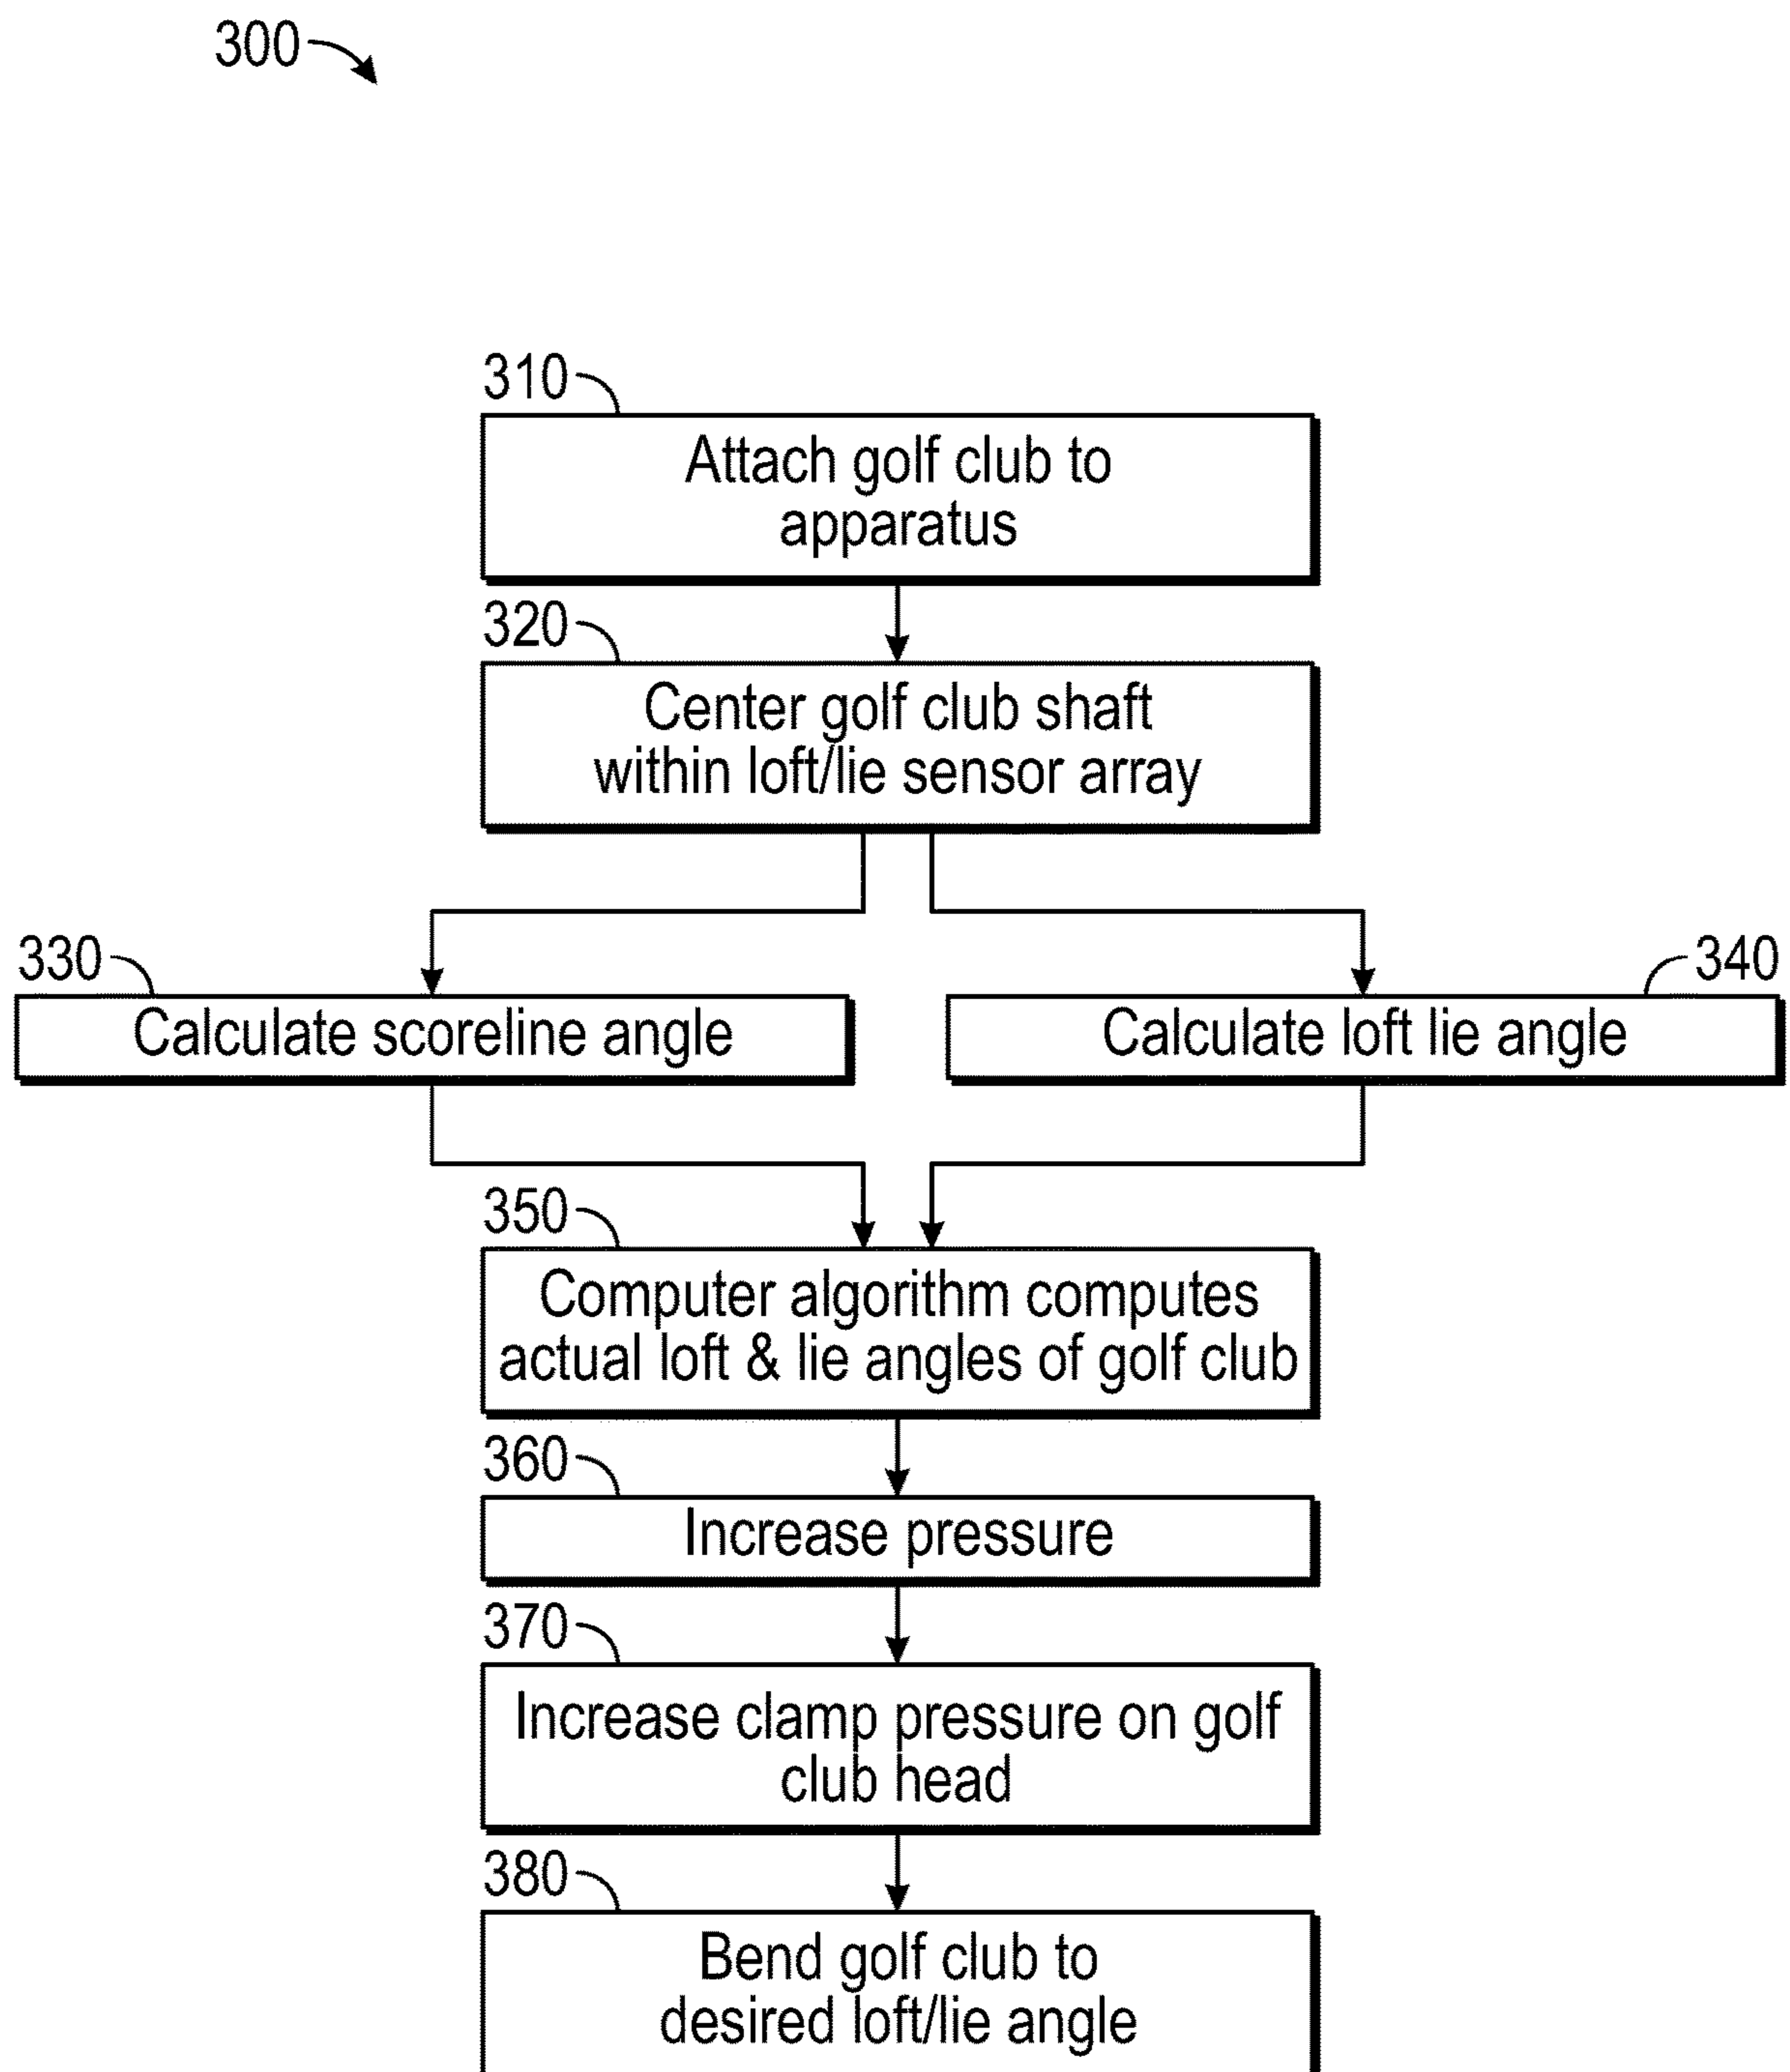 300
310
Attach golf club to
apparatus
320
Center golf club shaft
within loft/lie sensor array
330
Calculate scoreline angle
340
Calculate loft lie angle
350
Computer algorithm computes
actual loft & lie angles of golf club
360
Increase pressure
370
Increase clamp pressure on golf
club head
380
Bend golf club to
desired loft/lie angle